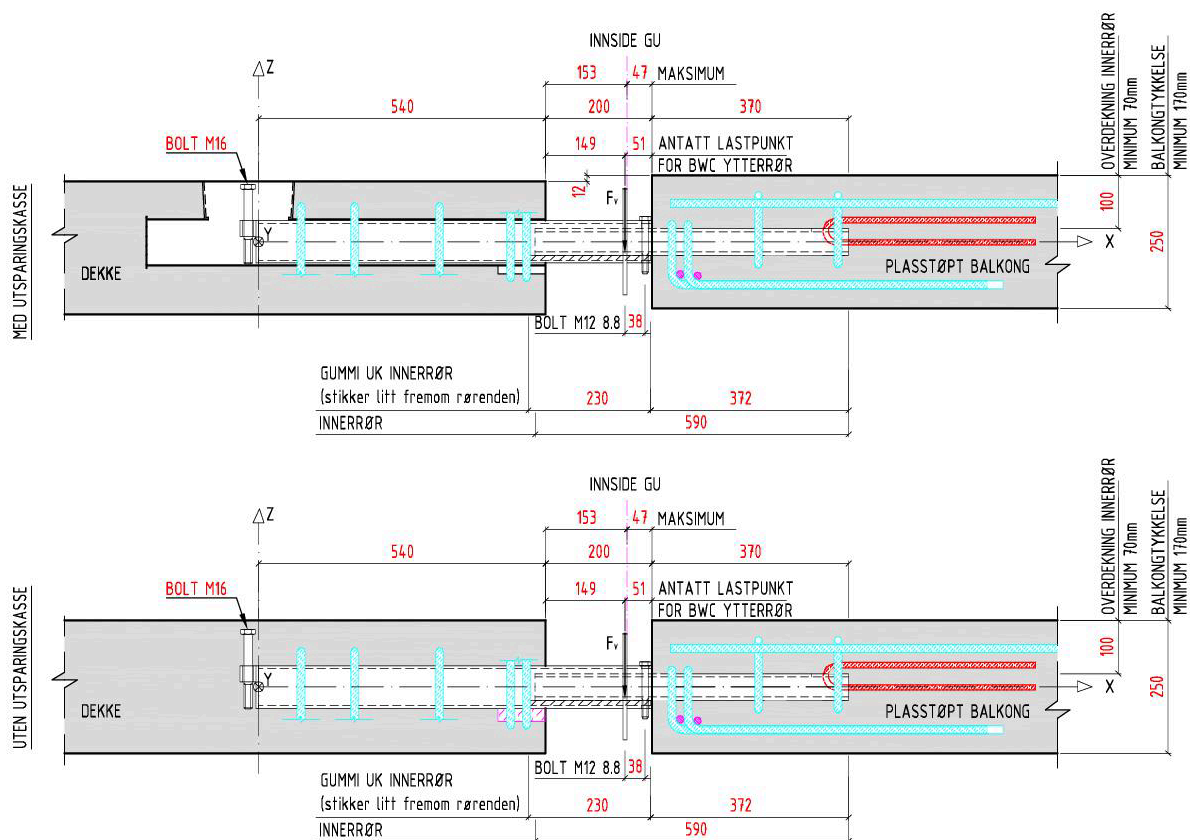 INNSIDE GU
153 47 MAKSIMUM
540 200 370
149 51 ANTATT LASTPUNKT
FOR BWC YTTERRØR
BOLT M16
Z
12
Fv
Y
X
DEKKE
PLASSTØPT BALKONG
MED UTSPARINGSKASSE
OVERDEKNING INNERRØR
MINIMUM 70mm
BALKONGTYKKELSE
MINIMUM 170mm
100
250
BOLT M12 8.8 38
GUMMI UK INNERRØR
(stikker litt fremom rørenden)
230 372
INNERRØR
590
INNSIDE GU
153 47 MAKSIMUM
540 200 370
149 51 ANTATT LASTPUNKT
FOR BWC YTTERRØR
BOLT M16
Z
Fv
Y
X
DEKKE
PLASSTØPT BALKONG
UTEN UTSPARINGSKASSE
OVERDEKNING INNERRØR
MINIMUM 70mm
BALKONGTYKKELSE
MINIMUM 170mm
100
250
BOLT M12 8.8 38
GUMMI UK INNERRØR
(stikker litt fremom rørenden)
230 372
INNERRØR
590